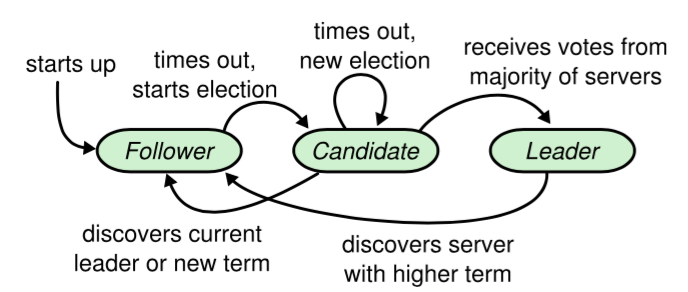 starts up
times out,
starts election
times out,
new election
receives votes from
majority of servers
Follower
Candidate
Leader
discovers current
leader or new term
discovers server
with higher term